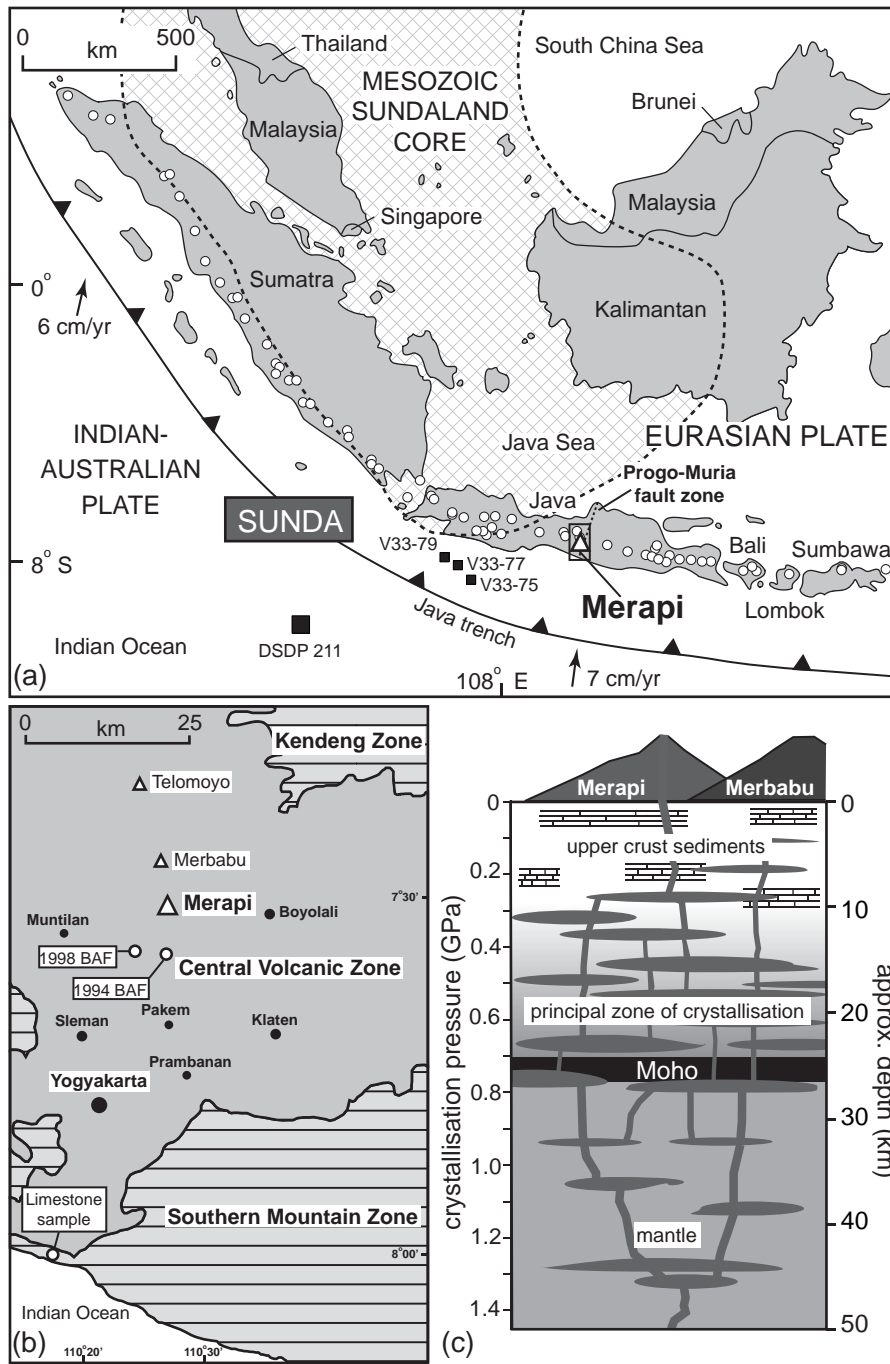 0 500
km
Thailand
South China Sea
MESOZOIC
SUNDALAND
CORE
Brunei
Malaysia
Malaysia
Singapore
Sumatra
0°
Kalimantan
6 cm/yr
INDIAN-
AUSTRALIAN
PLATE
Java Sea
EURASIAN PLATE
Progo-Muria
fault zone
Java
SUNDA
V33-79
V33-77
V33-75
8° S
Bali
Sumbawa
Merapi
Lombok
Java trench
Indian Ocean
DSDP 211
(a)
108° E
7 cm/yr
0 25
km
Kendeng Zone
Telomoyo
Merbabu
Merapi
7°30'
Boyolali
Muntilan
1998 BAF
Central Volcanic Zone
1994 BAF
Pakem
Sleman
Klaten
Prambanan
Yogyakarta
Limestone
sample
Southern Mountain Zone
8°00'
Indian Ocean
(b)
110°20'
110°30'
Merapi
Merbabu
0
0.2
0.4
0.6
0.8
1.0
1.2
1.4
crystallisation pressure (GPa)
upper crust sediments
principal zone of crystallisation
Moho
mantle
0
10
20
30
40
50
approx. depth (km)
(c)